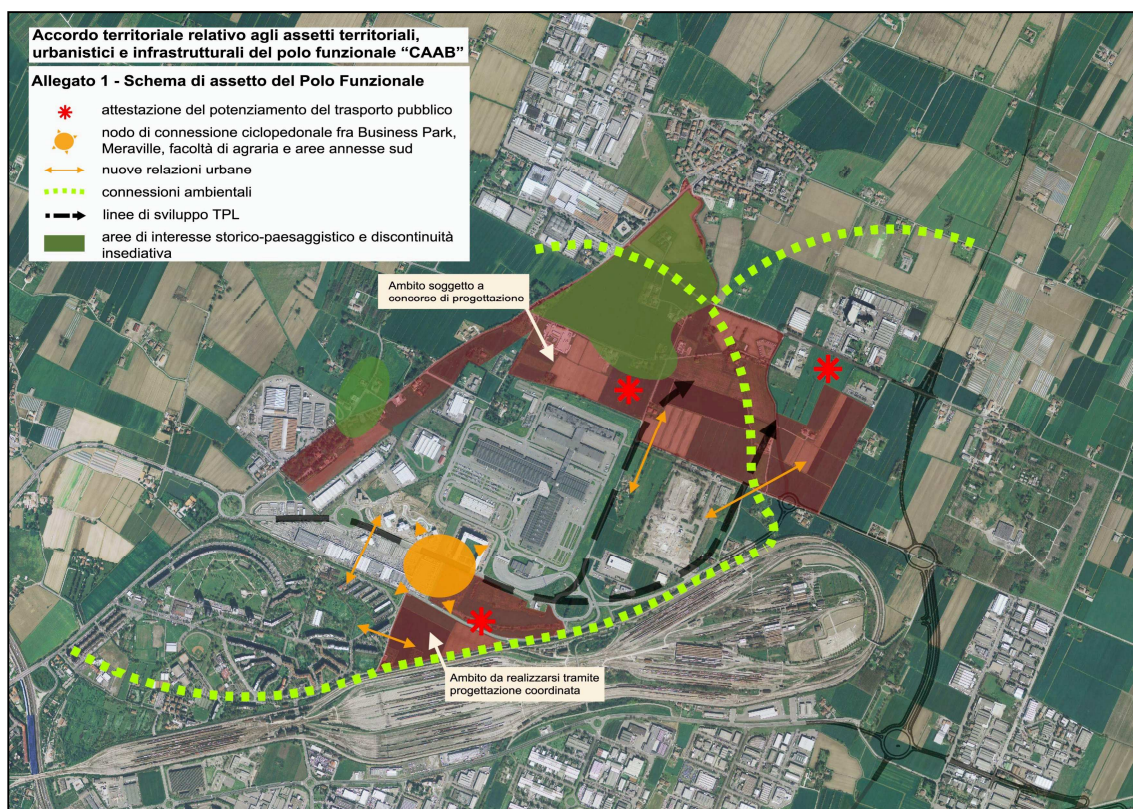 Accordo territoriale relativo agli assetti territoriali,
urbanistici e infrastrutturali del polo funzionale “CAAB”
Allegato 1 - Schema di assetto del Polo Funzionale
attestazione del potenziamento del trasporto pubblico
nodo di connessione ciclopedonale fra Business Park,
Meraville, facoltà di agraria e aree annesse sud
nuove relazioni urbane
connessioni ambientali
linee di sviluppo TPL
aree di interesse storico-paesaggistico e discontinuità
insediativa
Ambito soggetto a
concorso di progettazione
Ambito da realizzarsi tramite
progettazione coordinata